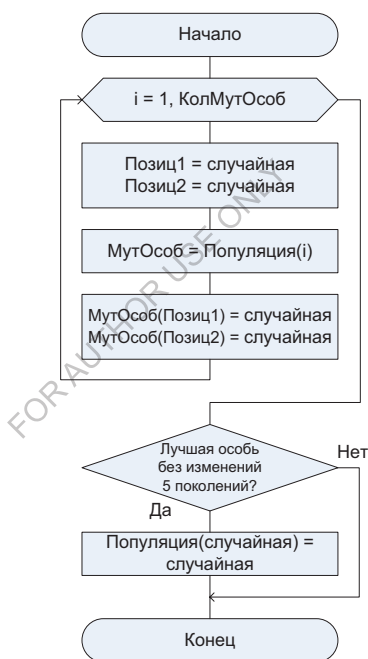 Начало
i = 1, КолМутОсоб
Позиц1 = случайная
Позиц2 = случайная
МутОсоб = Популяция(i)
МутОсоб(Позиц1) = случайная
МутОсоб(Позиц2) = случайная
FOR AUTHOR USE ONLY
Лучшая особь
без изменений
5 поколений?
Нет
Да
Популяция(случайная) =
случайная
Конец